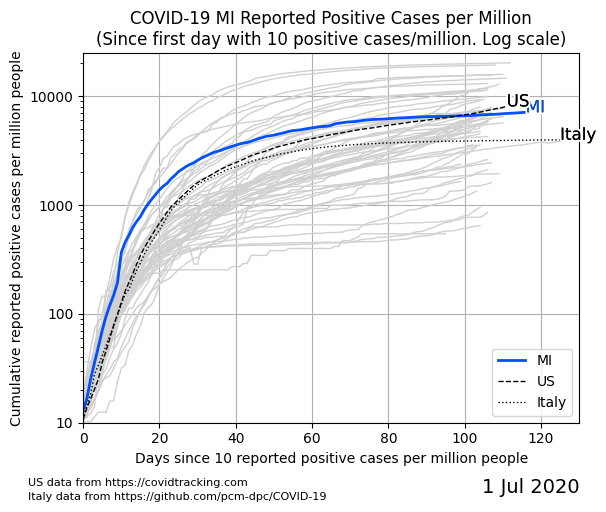 COVID-19 MI Reported Positive Cases per Million
(Since first day with 10 positive cases/million. Log scale)
Cumulative reported positive cases per million people
10000
1000
100
10
US
MI
Italy
MI
US
Italy
0 20 40 60 80 100 120
Days since 10 reported positive cases per million people
US data from https://covidtracking.com
Italy data from https://github.com/pcm-dpc/COVID-19
1 Jul 2020